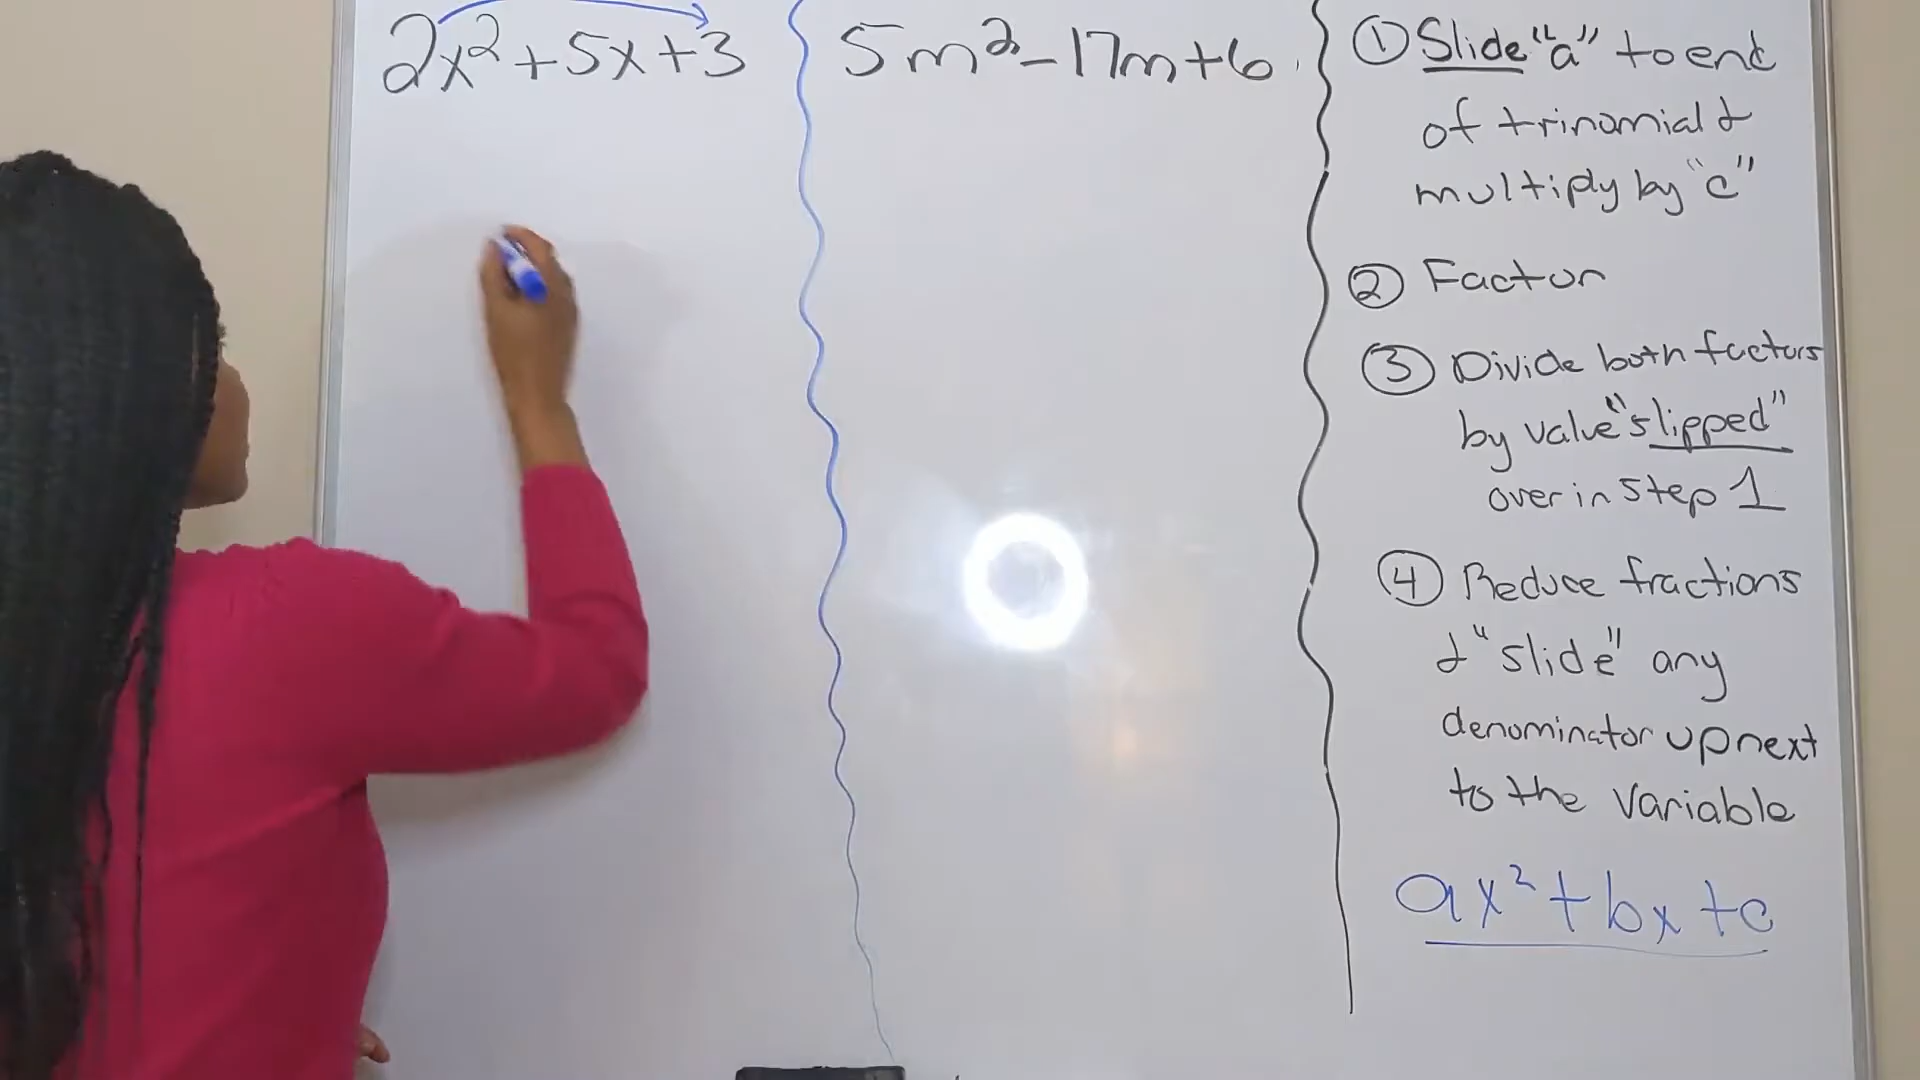 2x² + 5x + 3
5m² - 17m + 6
① Slide "a" to end
of trinomial &
multiply by "c"
② Factor
③ Divide both factors
by value "slipped"
over in step 1
④ Reduce fractions
& "slide" any
denominator up next
to the variable
ax² + bx + c